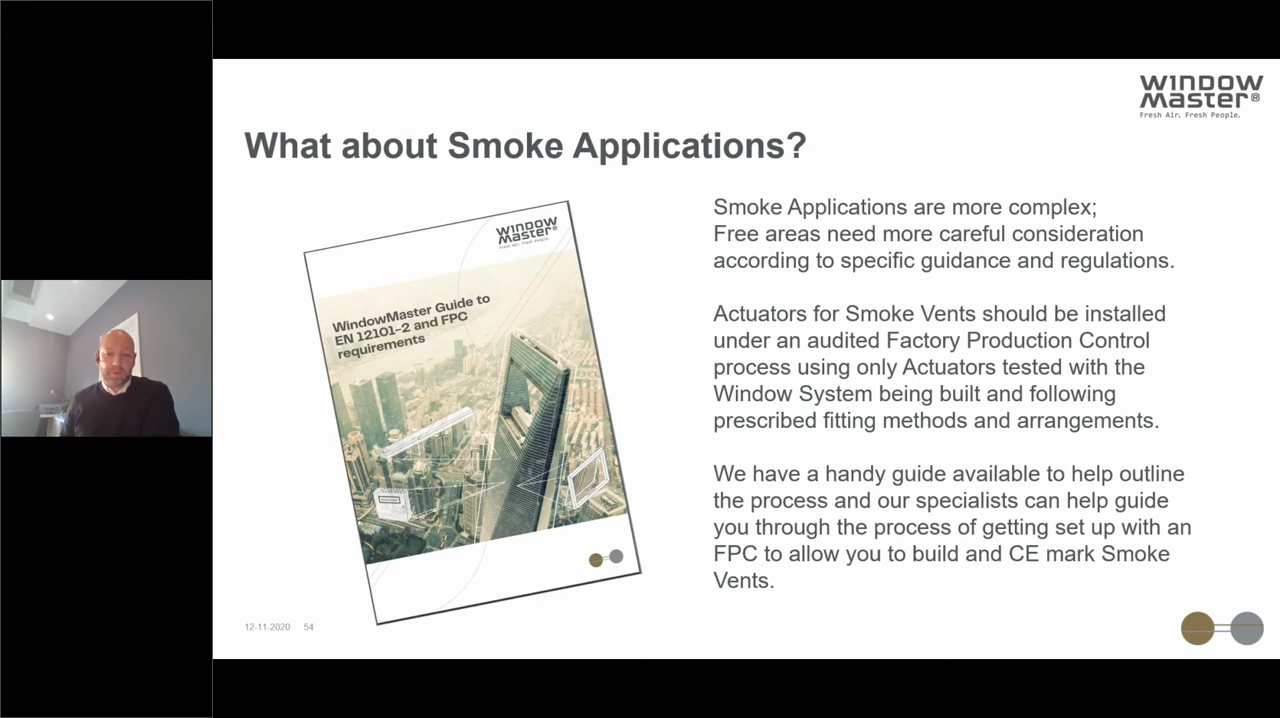 WINDOW
Master®
Fresh Air. Fresh People.
What about Smoke Applications?
WINDOW
Master®
Fresh Air. Fresh People.
WindowMaster Guide to
EN 12101-2 and FPC
requirements
Smoke Applications are more complex;
Free areas need more careful consideration
according to specific guidance and regulations.
Actuators for Smoke Vents should be installed
under an audited Factory Production Control
process using only Actuators tested with the
Window System being built and following
prescribed fitting methods and arrangements.
We have a handy guide available to help outline
the process and our specialists can help guide
you through the process of getting set up with an
FPC to allow you to build and CE mark Smoke
Vents.
12-11-2020 54